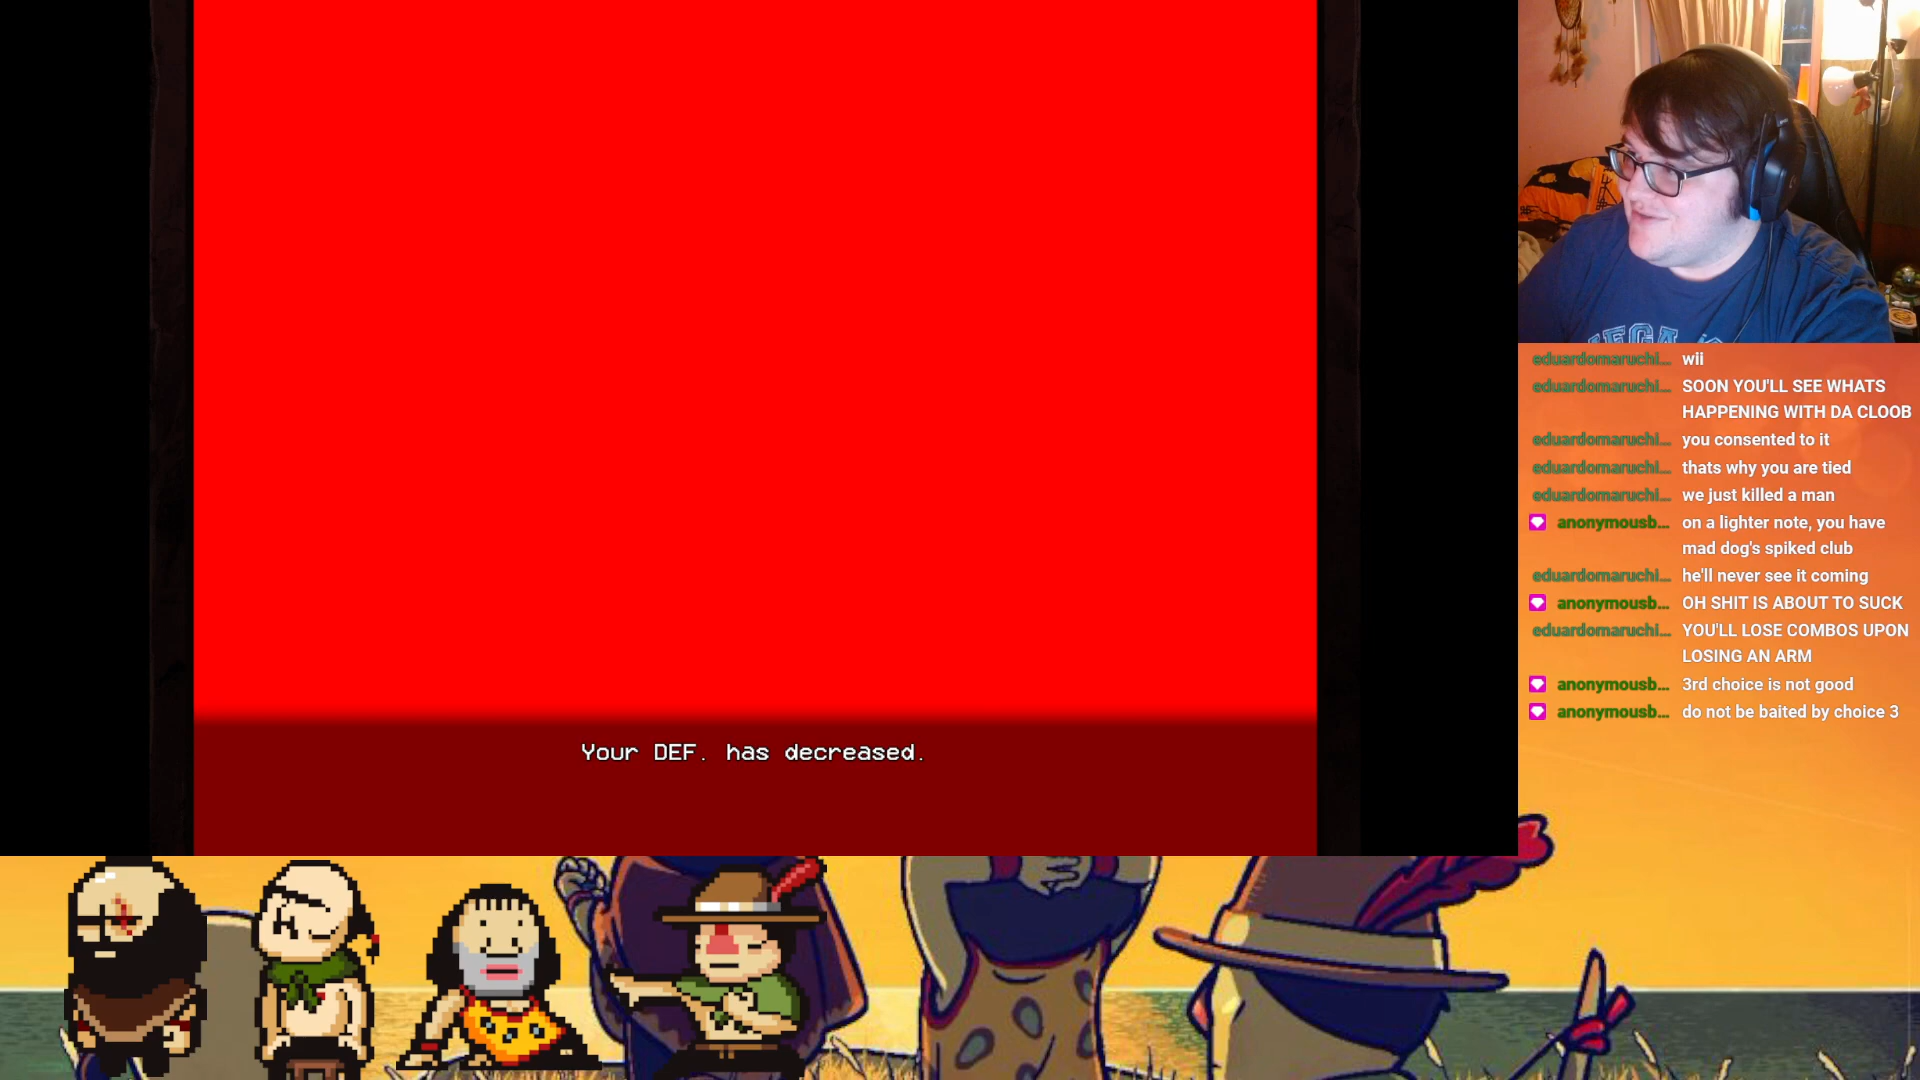 Your DEF. has decreased.
eduardomaruchi... wii
eduardomaruchi... SOON YOU'LL SEE WHATS
HAPPENING WITH DA CLOOB
eduardomaruchi... you consented to it
eduardomaruchi... thats why you are tied
eduardomaruchi... we just killed a man
anonymousb... on a lighter note, you have
mad dog's spiked club
eduardomaruchi... he'll never see it coming
anonymousb... OH SHIT IS ABOUT TO SUCK
eduardomaruchi... YOU'LL LOSE COMBOS UPON
LOSING AN ARM
anonymousb... 3rd choice is not good
anonymousb... do not be baited by choice 3